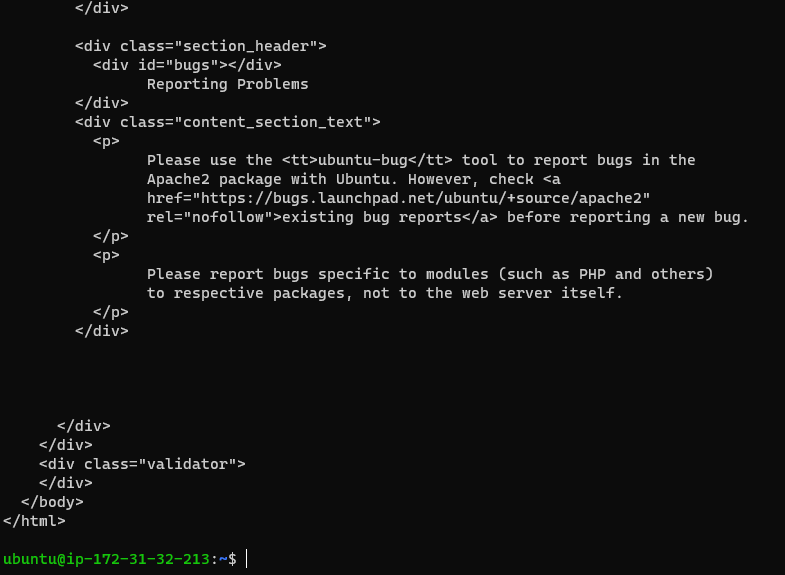 </div>

        <div class="section_header">
          <div id="bugs"></div>
                Reporting Problems
        </div>
        <div class="content_section_text">
          <p>
                Please use the <tt>ubuntu-bug</tt> tool to report bugs in the
                Apache2 package with Ubuntu. However, check <a
                href="https://bugs.launchpad.net/ubuntu/+source/apache2"
                rel="nofollow">existing bug reports</a> before reporting a new bug.
          </p>
          <p>
                Please report bugs specific to modules (such as PHP and others)
                to respective packages, not to the web server itself.
          </p>
        </div>

      </div>
    </div>
    <div class="validator">
    </div>
  </body>
</html>

ubuntu@ip-172-31-32-213:~$